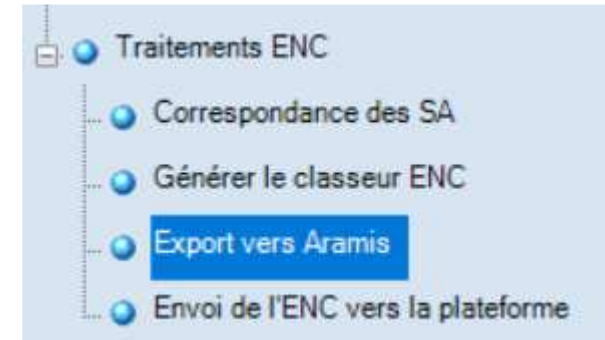 Traitements ENC
Correspondance des SA
Générer le classeur ENC
Export vers Aramis
Envoi de l'ENC vers la plateforme